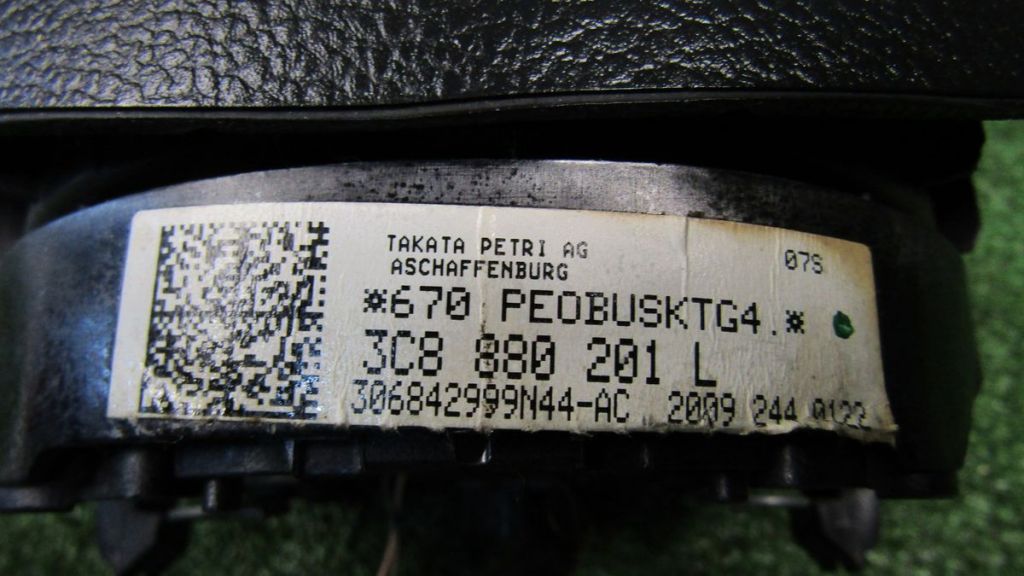 TAKATA PETRI AG
07S
ASCHAFFENBURG
*670 PEOBUSKTG4.*
3C8 880 201 L
306842999N44-AC 2009 244 0122